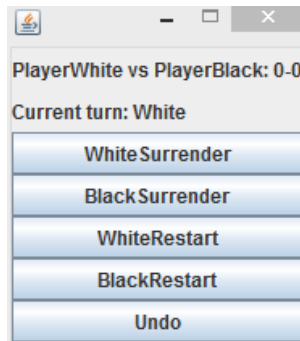 PlayerWhite vs PlayerBlack: 0-0
Current turn: White
WhiteSurrender
BlackSurrender
WhiteRestart
BlackRestart
Undo